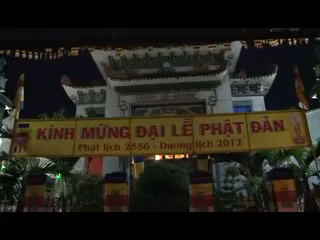 KÍNH MỪNG ĐẠI LỄ PHẬT ĐẢN
Phật lịch 2556 - Dương lịch 2012